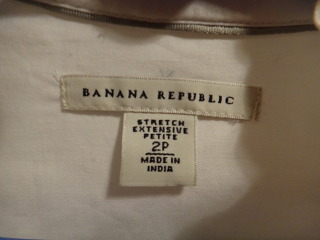 BANANA REPUBLIC
STRETCH
EXTENSIVE
PETITE
2P
MADE IN
INDIA